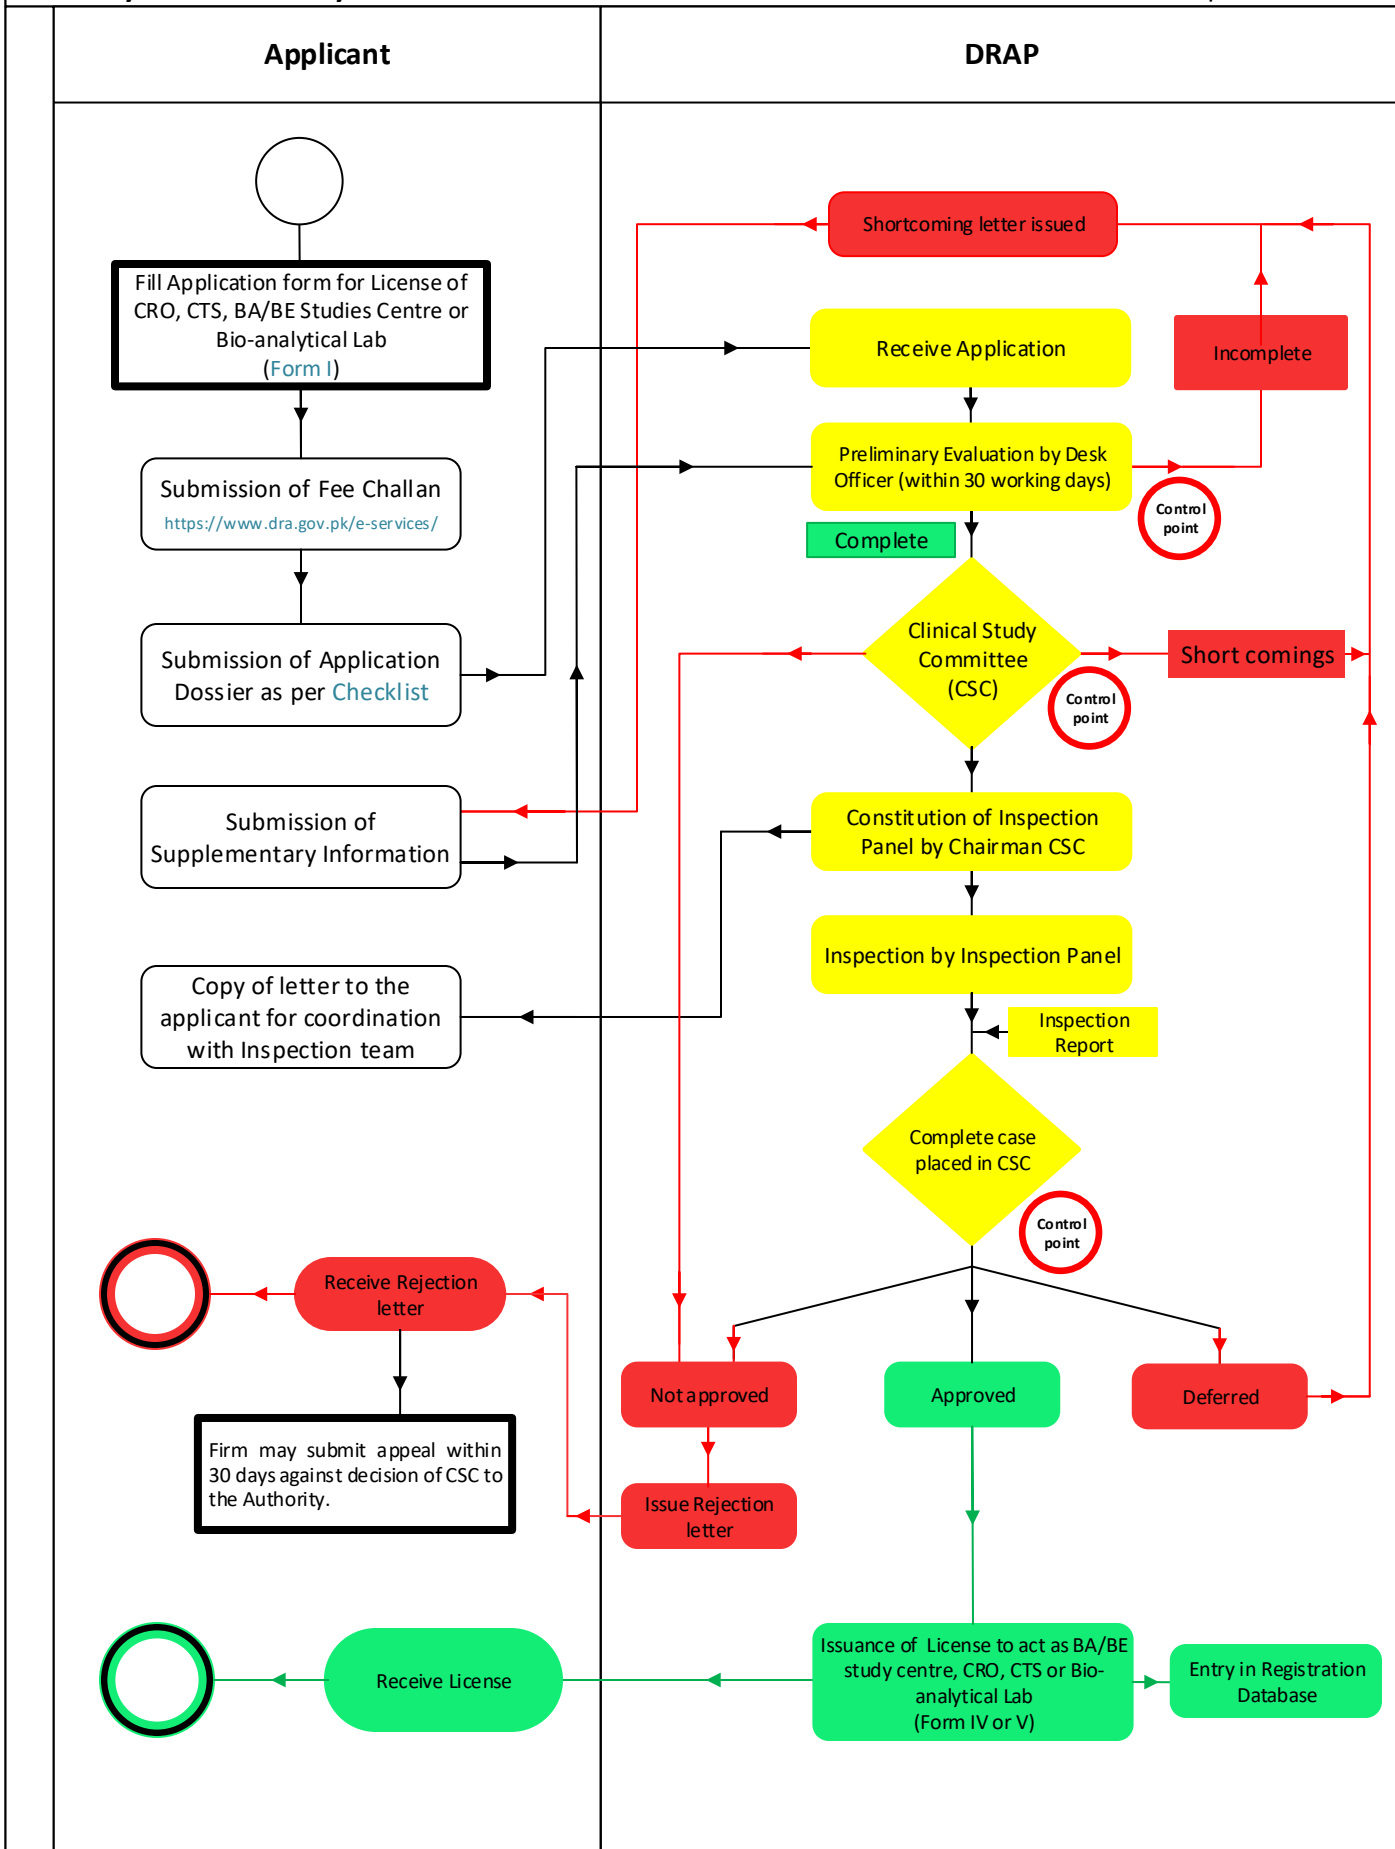 Applicant
DRAP
Fill Application form for License of
CRO, CTS, BA/BE Studies Centre or
Bio-analytical Lab
(Form I)
Submission of Fee Challan
https://www.dra.gov.pk/e-services/
Submission of Application
Dossier as per Checklist
Submission of
Supplementary Information
Copy of letter to the
applicant for coordination
with Inspection team
Receive Rejection
letter
Firm may submit appeal within
30 days against decision of CSC to
the Authority.
Receive License
Shortcoming letter issued
Receive Application
Incomplete
Preliminary Evaluation by Desk
Officer (within 30 working days)
Control
point
Complete
Clinical Study
Committee
(CSC)
Short comings
Control
point
Constitution of Inspection
Panel by Chairman CSC
Inspection by Inspection Panel
Inspection
Report
Complete case
placed in CSC
Control
point
Not approved
Approved
Deferred
Issue Rejection
letter
Issuance of License to act as BA/BE
study centre, CRO, CTS or Bio-
analytical Lab
(Form IV or V)
Entry in Registration
Database